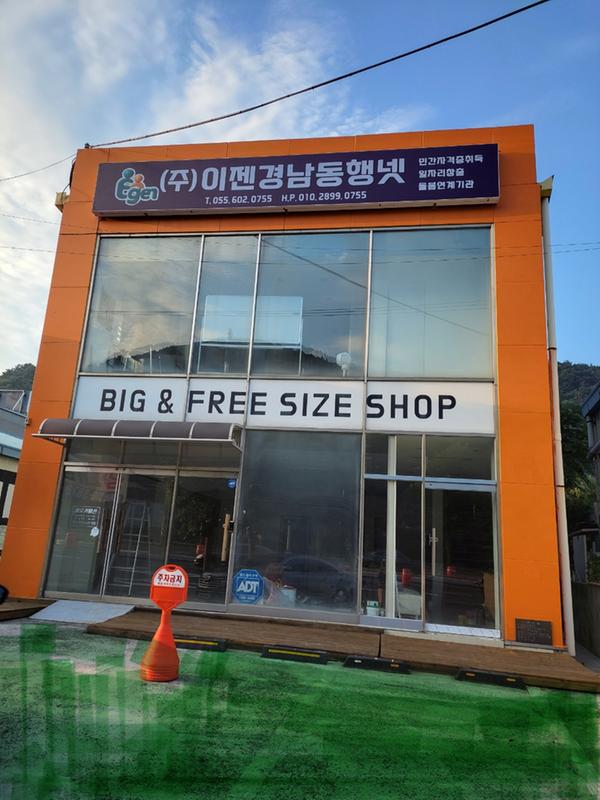 Egen
(주)이젠경남동행넷
T. 055. 602. 0755 H.P. 010. 2899. 0755
민간자격증취득
일자리창출
돌봄연계기관
BIG & FREE SIZE SHOP
주차금지
ADT